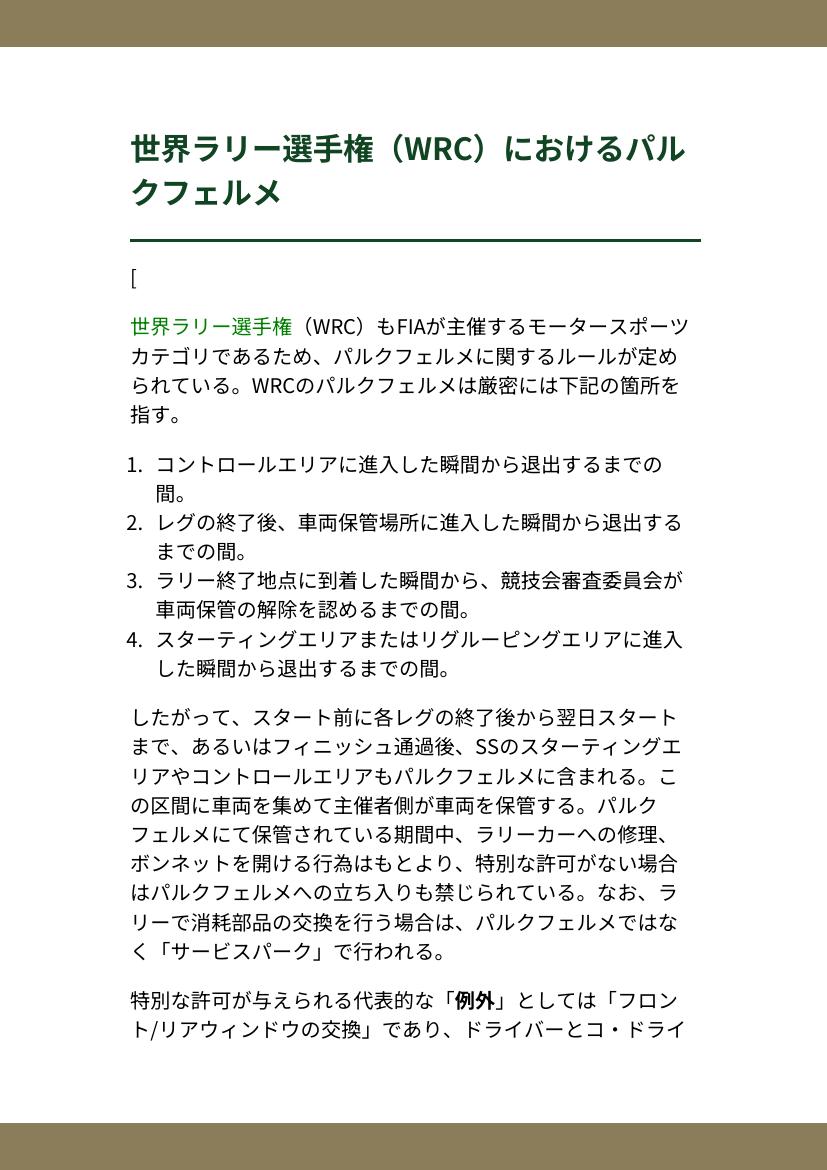 世界ラリー選手権（WRC）におけるパル
クフェルメ
[
世界ラリー選手権（WRC）もFIAが主催するモータースポーツ
カテゴリであるため、パルクフェルメに関するルールが定め
られている。WRCのパルクフェルメは厳密には下記の箇所を
指す。
1. コントロールエリアに進入した瞬間から退出するまでの
間。
2. レグの終了後、車両保管場所に進入した瞬間から退出する
までの間。
3. ラリー終了地点に到着した瞬間から、競技会審査委員会が
車両保管の解除を認めるまでの間。
4. スターティングエリアまたはリグルーピングエリアに進入
した瞬間から退出するまでの間。
したがって、スタート前に各レグの終了後から翌日スタート
まで、あるいはフィニッシュ通過後、SSのスターティングエ
リアやコントロールエリアもパルクフェルメに含まれる。こ
の区間に車両を集めて主催者側が車両を保管する。パルク
フェルメにて保管されている期間中、ラリーカーへの修理、
ボンネットを開ける行為はもとより、特別な許可がない場合
はパルクフェルメへの立ち入りも禁じられている。なお、ラ
リーで消耗部品の交換を行う場合は、パルクフェルメではな
く「サービスパーク」で行われる。
特別な許可が与えられる代表的な「例外」としては「フロン
ト/リアウィンドウの交換」であり、ドライバーとコ・ドライ